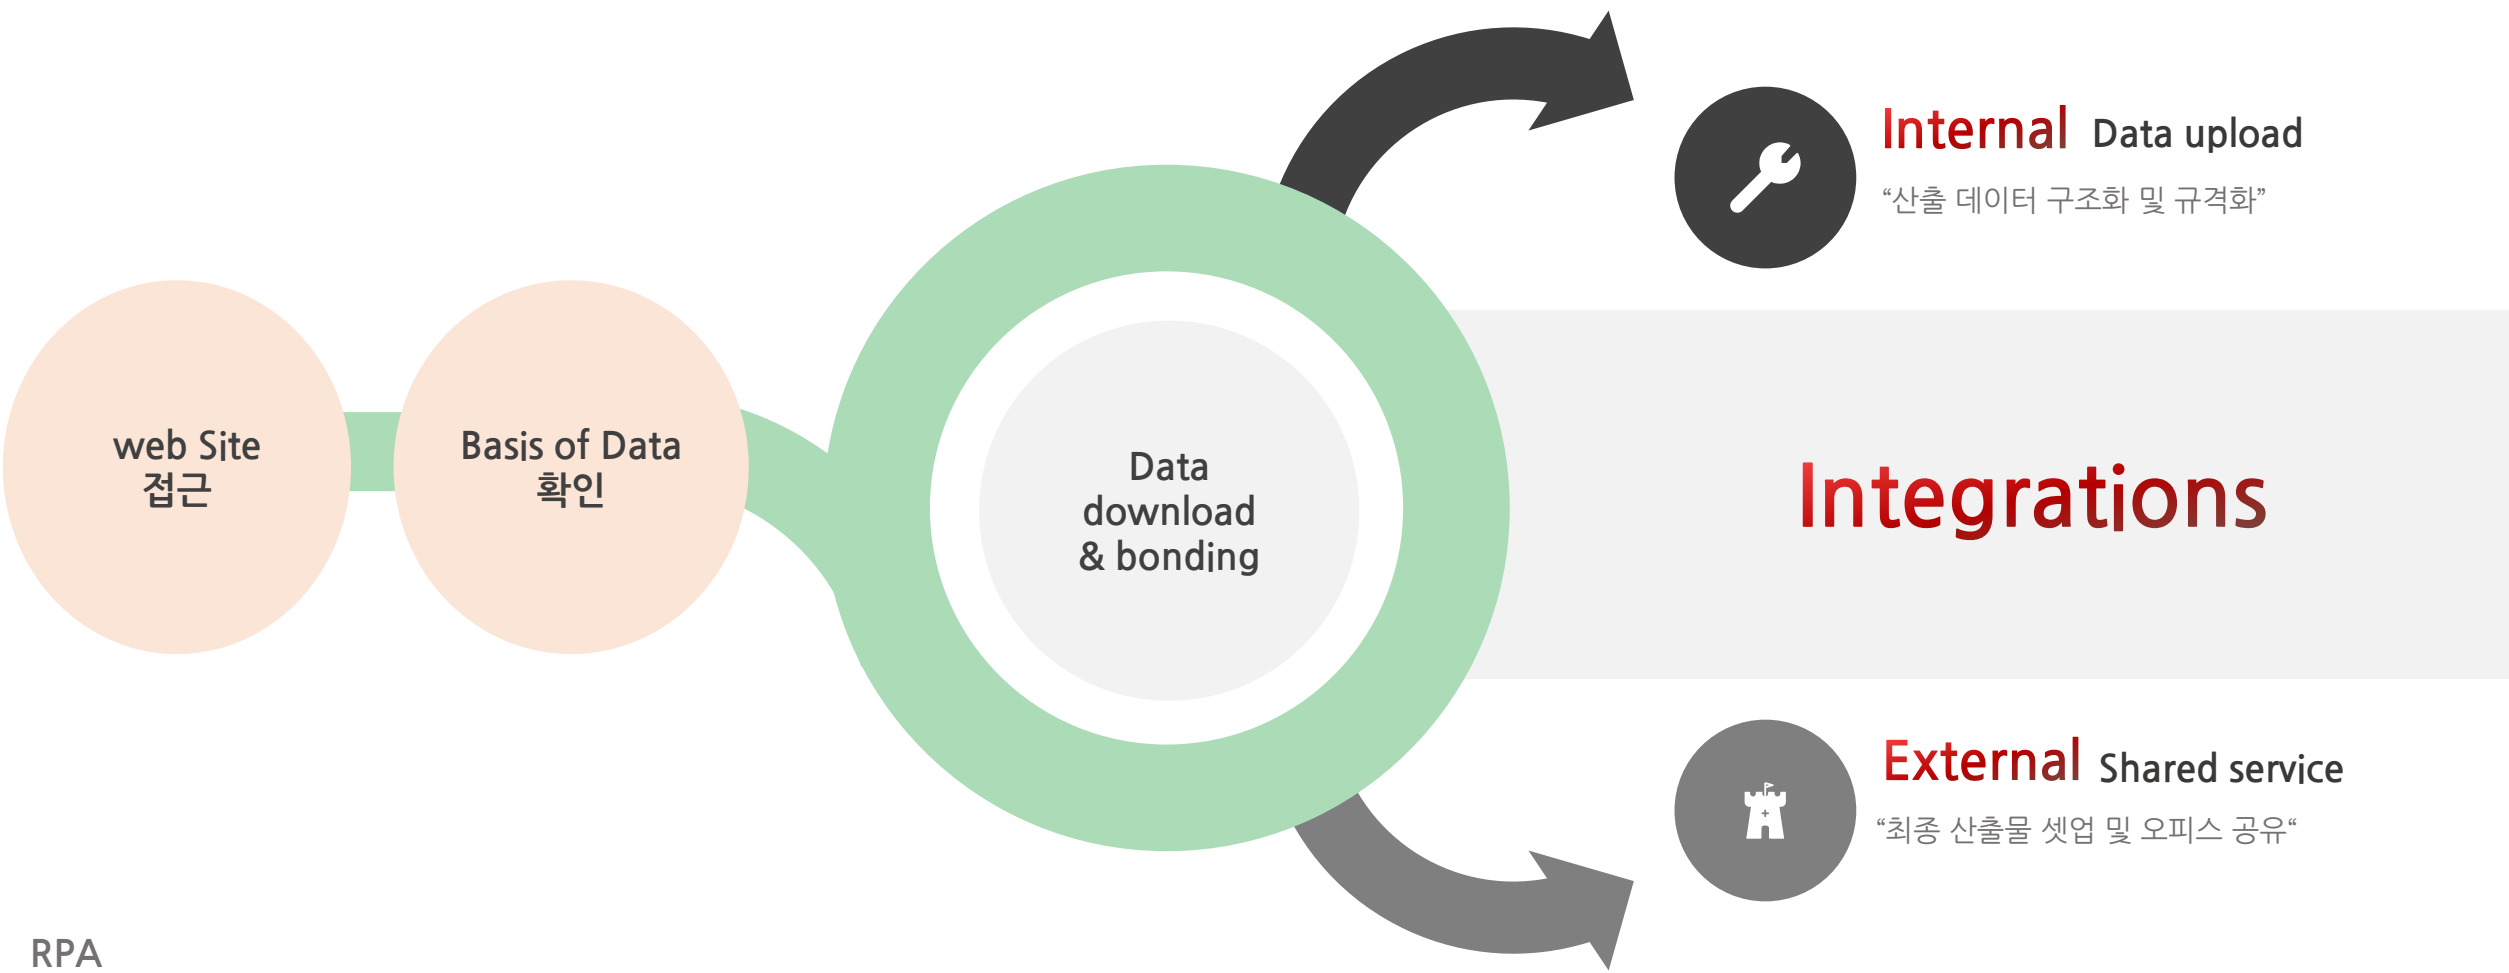 web Site
접근
Basis of Data
확인
Data
download
& bonding
Internal Data upload
“산출 데이터 구조화 및 규격화”
Integrations
External Shared service
“최종 산출물 셋업 및 오피스 공유“
RPA